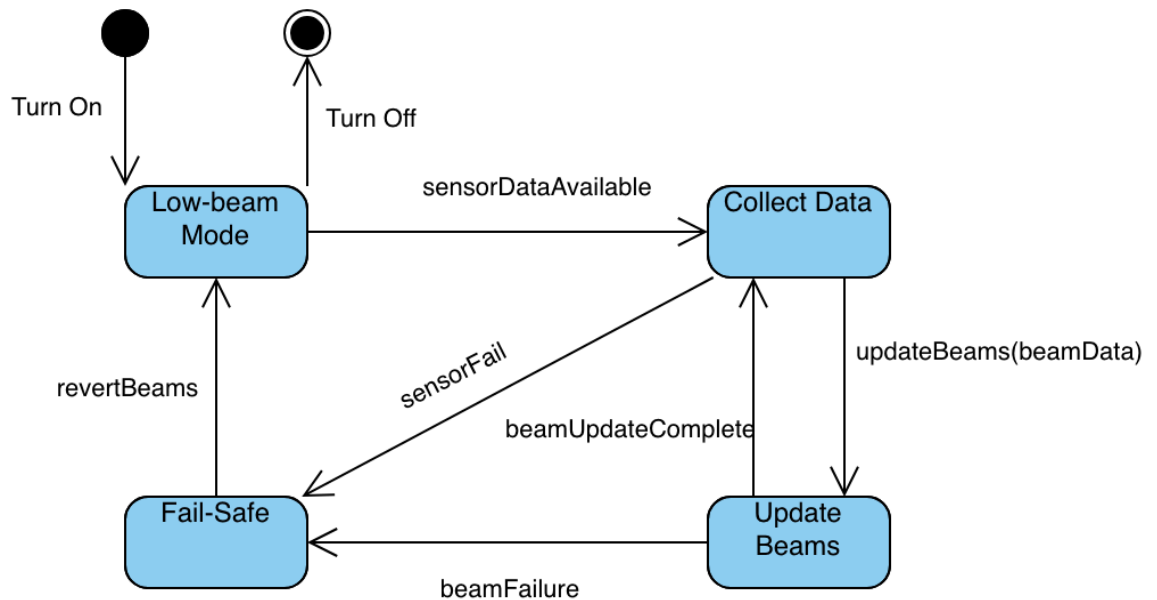 Turn On
Turn Off
Low-beam
Mode
sensorDataAvailable
Collect Data
updateBeams(beamData)
sensorFail
revertBeams
beamUpdateComplete
Fail-Safe
Update
Beams
beamFailure